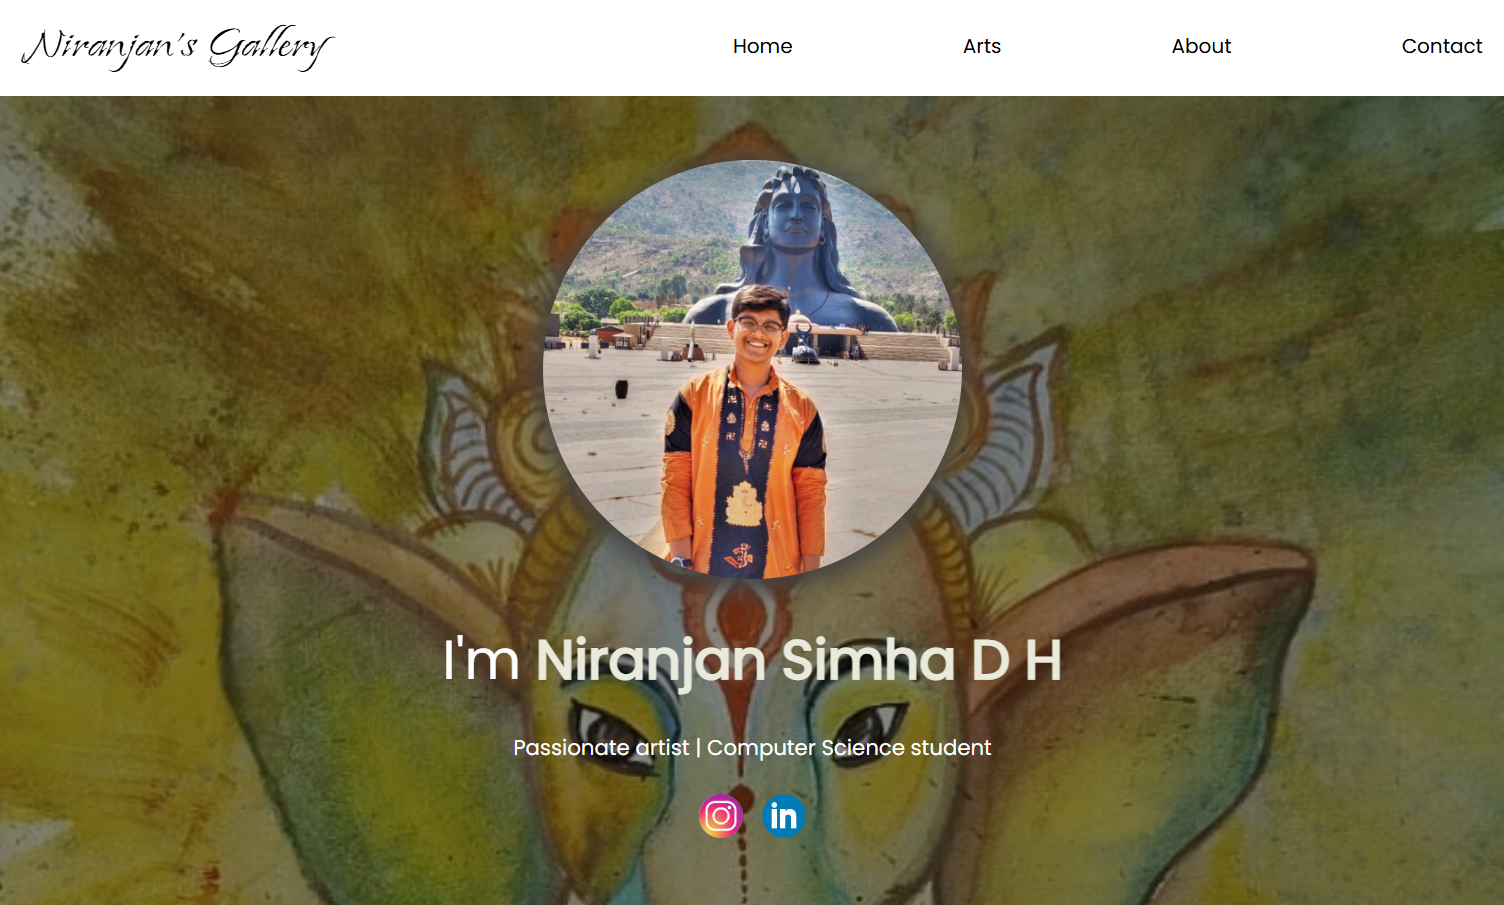 Niranjan's Gallery
Home
Arts
About
Contact
I'm Niranjan Simha D H
Passionate artist | Computer Science student
in